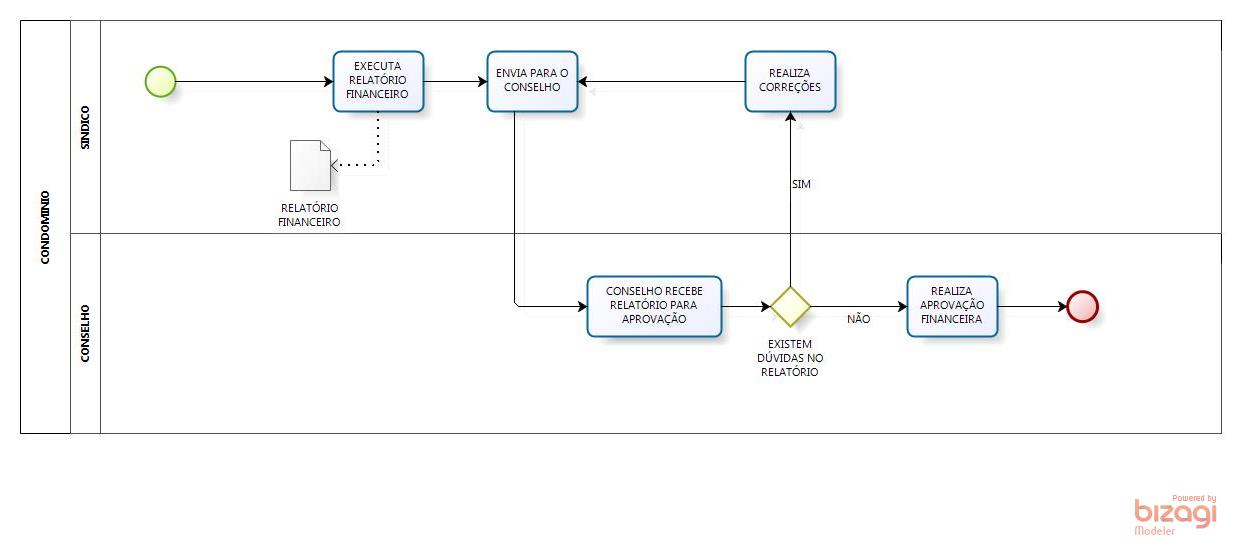 CONDOMINIO
SINDICO
EXECUTA
RELATÓRIO
FINANCEIRO
ENVIA PARA O
CONSELHO
REALIZA
CORREÇÕES
RELATÓRIO
FINANCEIRO
SIM
CONSELHO
CONSELHO RECEBE
RELATÓRIO PARA
APROVAÇÃO
EXISTEM
DÚVIDAS NO
RELATÓRIO
NÃO
REALIZA
APROVAÇÃO
FINANCEIRA
Powered by
bizagi
Modeler